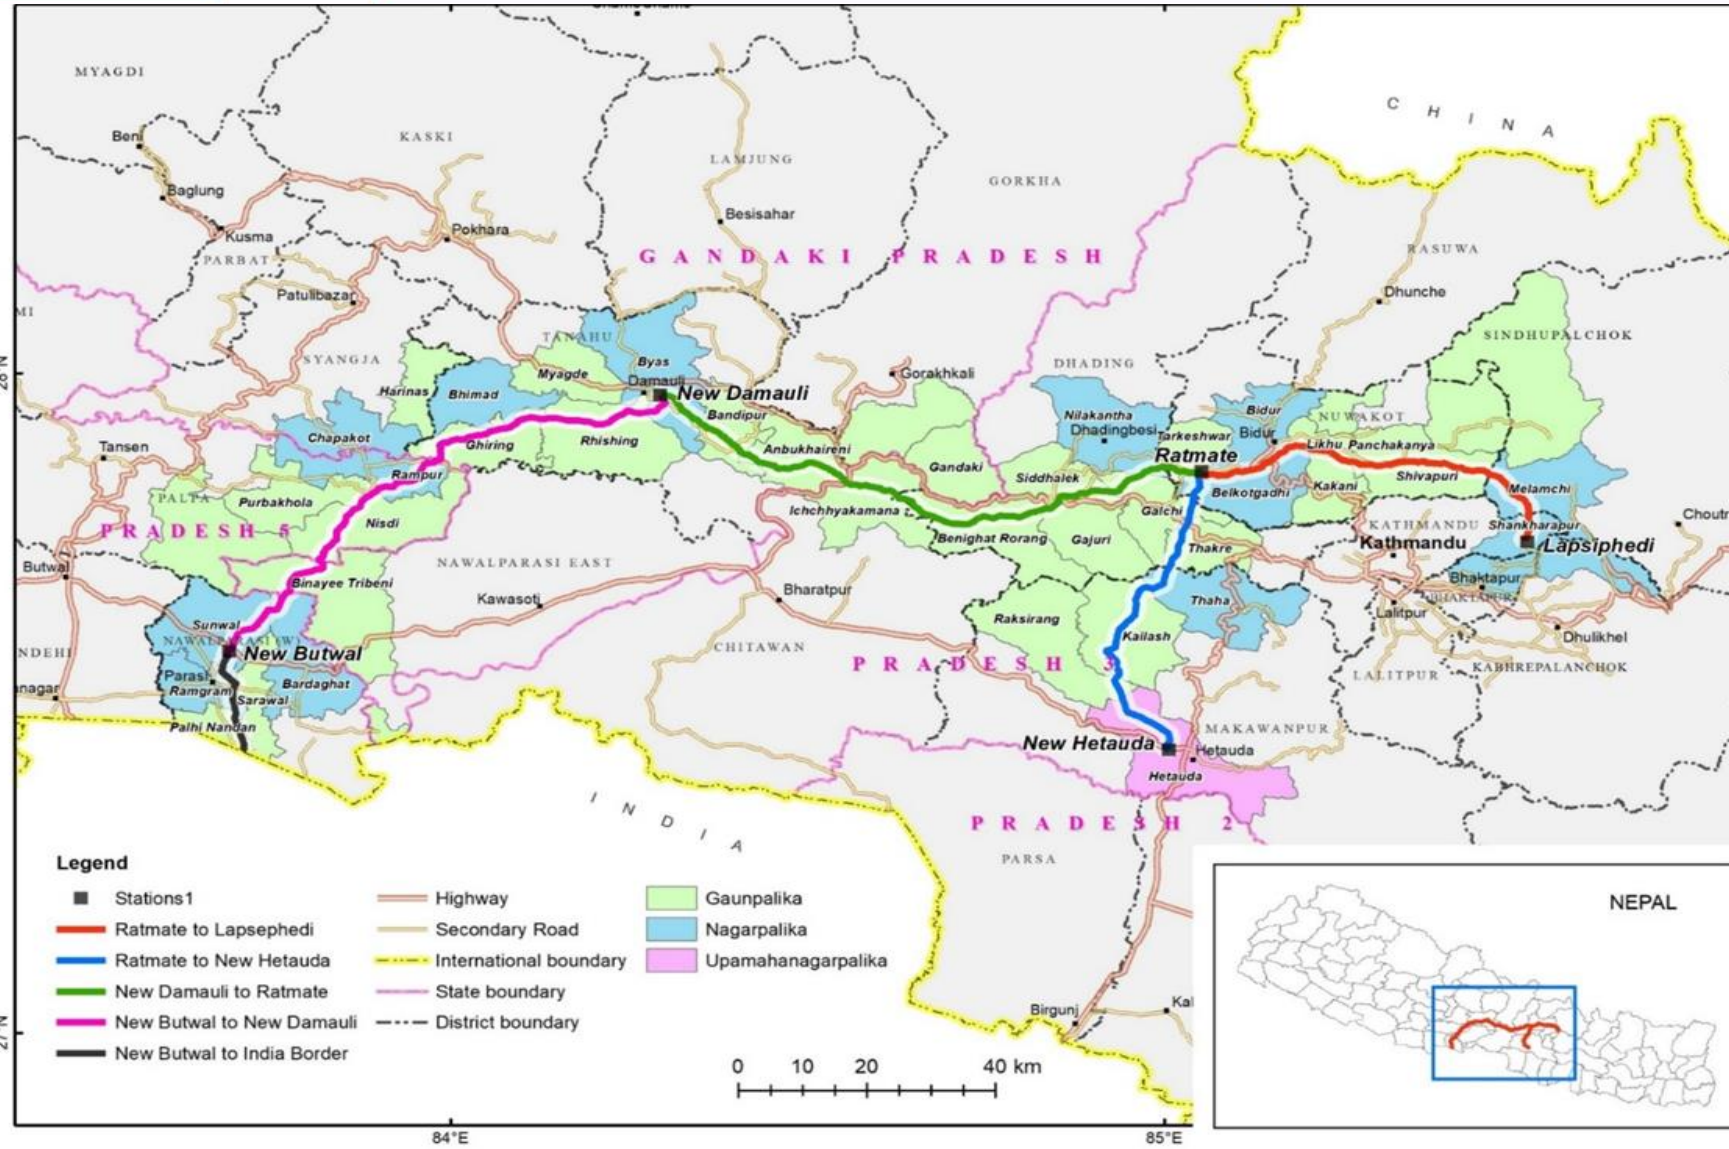 MYAGDI
Beni
KASKI
Baglung
Kusma
PARBAT
Pokhara
Patulibazar
SYANGJA
LAMJUNG
Besisahar
GORKHA
GANDAKI PRADESH
CHINA
RASUWA
Dhunche
SINDHUPALCHOK
DHADING
TANAHU
Byas
Myagde
Damauli
New Damauli
Harinas
Bhimad
Gorakhkali
Bandipur
Chapakot
Ghiring
Rhishing
Anbukhaireni
Nilakantha
Dhadingbesi
Bidur
Bidur
NUWAKOT
Tarkeshwar
Ratmate
Likhu
Panchakanya
Tansen
Rampur
Gandaki
Siddhalek
Belkotgadhi
Kakani
Shivapuri
Melamchi
PALPA
Purbakhola
Nisdi
Ichchhyakamana
Galchi
Shankharapur
Choutr
PRADESH 5
Benighat Rorang
Gajuri
Thakre
KATHMANDU
Kathmandu
Lapsiphedi
Butwal
NAWALPARASI EAST
Binayee Tribeni
Kawasoti
Bharatpur
Bhaktapur
BHAKTAPUR
Thaha
Lalitpur
Raksirang
Kailash
Dhulikhel
Sunwal
NAWALPARASI (W)
New Butwal
NDEHI
CHITAWAN
PRADESH 3
LALITPUR
KABHREPALANCHOK
Parasi
Ramgram
Bardaghat
Sarawal
anagar
Palhi Nandan
MAKAWANPUR
New Hetauda
Hetauda
Hetauda
INDIA
PRADESH 2
PARSA
Birgunj
28°N
27°N
84°E
85°E
Legend
Stations1
Ratmate to Lapsephedi
Ratmate to New Hetauda
New Damauli to Ratmate
New Butwal to New Damauli
New Butwal to India Border
Highway
Secondary Road
International boundary
State boundary
District boundary
Gaunpalika
Nagarpalika
Upamahanagarpalika
0 10 20 40 km
NEPAL